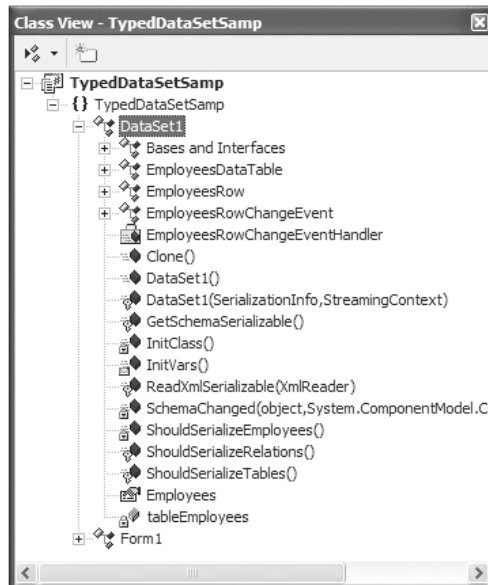 Class View - TypedDataSetSamp
TypedDataSetSamp
{} TypedDataSetSamp
DataSet1
Bases and Interfaces
EmployeesDataTable
EmployeesRow
EmployeesRowChangeEvent
EmployeesRowChangeEventHandler
Clone()
DataSet1()
DataSet1(SerializationInfo,StreamingContext)
GetSchemaSerializable()
InitClass()
InitVars()
ReadXmlSerializable(XmlReader)
SchemaChanged(object,System.ComponentModel.C
ShouldSerializeEmployees()
ShouldSerializeRelations()
ShouldSerializeTables()
Employees
tableEmployees
Form1